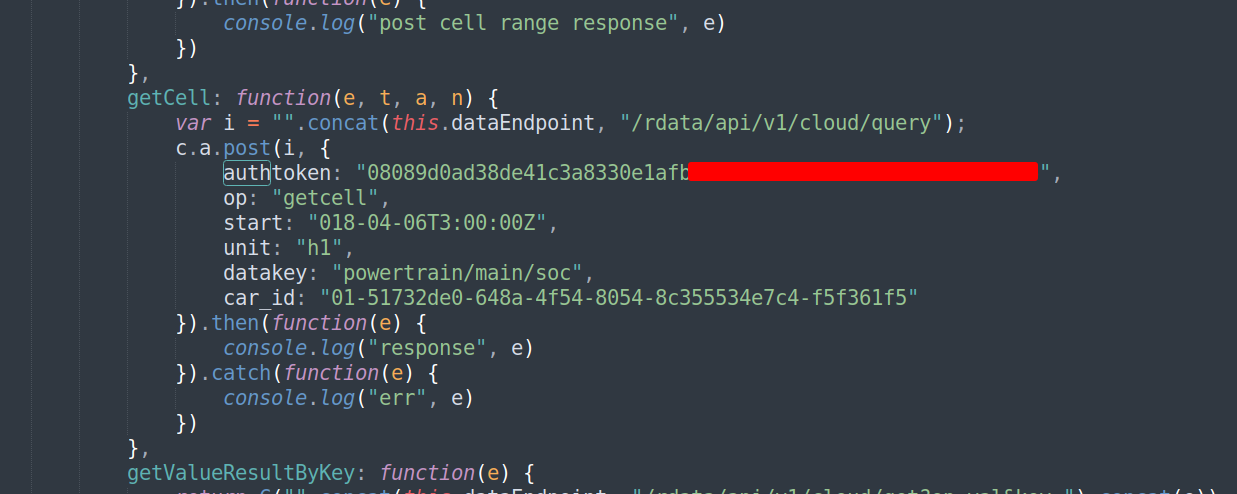 }).then(function(e) {
console.log("post cell range response", e)
})
},
getCell: function(e, t, a, n) {
var i = "".concat(this.dataEndpoint, "/rdata/api/v1/cloud/query");
c.a.post(i, {
authtoken: "08089d0ad38de41c3a8330e1afb",
op: "getcell",
start: "018-04-06T3:00:00Z",
unit: "h1",
datakey: "powertrain/main/soc",
car_id: "01-51732de0-648a-4f54-8054-8c355534e7c4-f5f361f5"
}).then(function(e) {
console.log("response", e)
}).catch(function(e) {
console.log("err", e)
})
},
getValueResultByKey: function(e) {